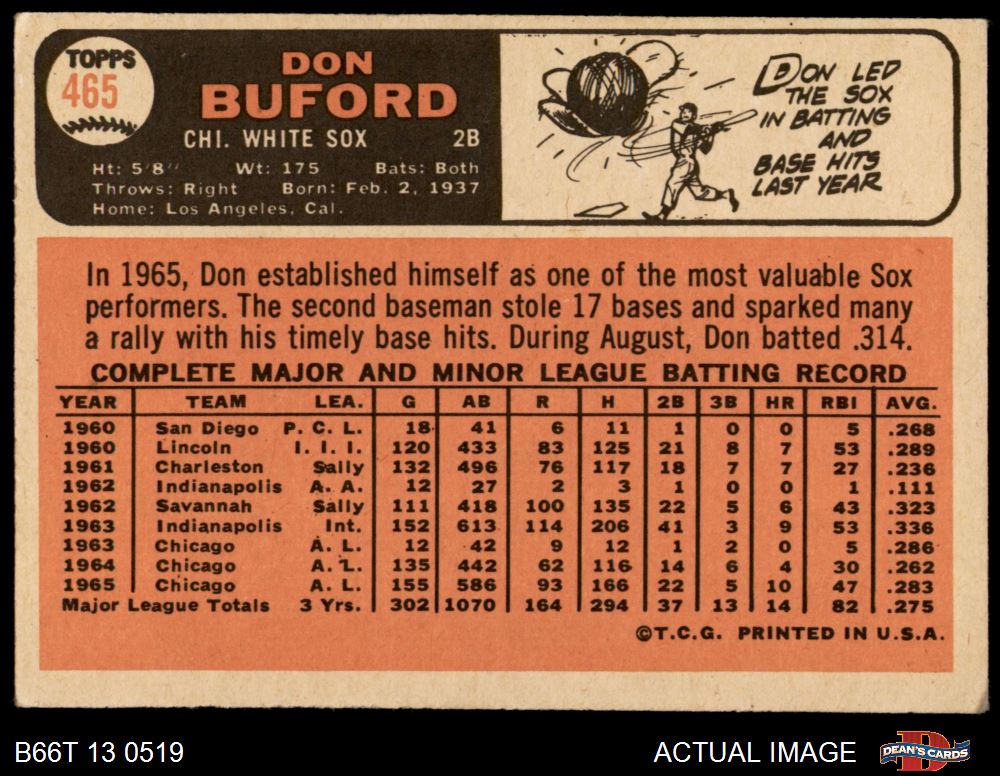 TOPPS
465
DON
BUFORD
CHI. WHITE SOX 2B
Ht: 5'8" Wt: 175 Bats: Both
Throws: Right Born: Feb. 2, 1937
Home: Los Angeles, Cal.
DON LED
THE SOX
IN BATTING
AND
BASE HITS
LAST YEAR
In 1965, Don established himself as one of the most valuable Sox
performers. The second baseman stole 17 bases and sparked many
a rally with his timely base hits. During August, Don batted .314.
COMPLETE MAJOR AND MINOR LEAGUE BATTING RECORD
YEAR TEAM LEA. G AB R H 2B 3B HR RBI AVG.
1960 San Diego P. C. L. 18 41 6 11 1 0 0 5 .268
1960 Lincoln I. I. I. 120 433 83 125 21 8 7 53 .289
1961 Charleston Sally 132 496 76 117 18 7 7 27 .236
1962 Indianapolis A. A. 12 27 2 3 1 0 0 1 .111
1962 Savannah Sally 111 418 100 135 22 5 6 43 .323
1963 Indianapolis Int. 152 613 114 206 41 3 9 53 .336
1963 Chicago A. L. 12 42 9 12 1 2 0 5 .286
1964 Chicago A. L. 135 442 62 116 14 6 4 30 .262
1965 Chicago A. L. 155 586 93 166 22 5 10 47 .283
Major League Totals 3 Yrs. 302 1070 164 294 37 13 14 82 .275
©T.C.G. PRINTED IN U.S.A.
B66T 13 0519 ACTUAL IMAGE DEAN'S CARDS